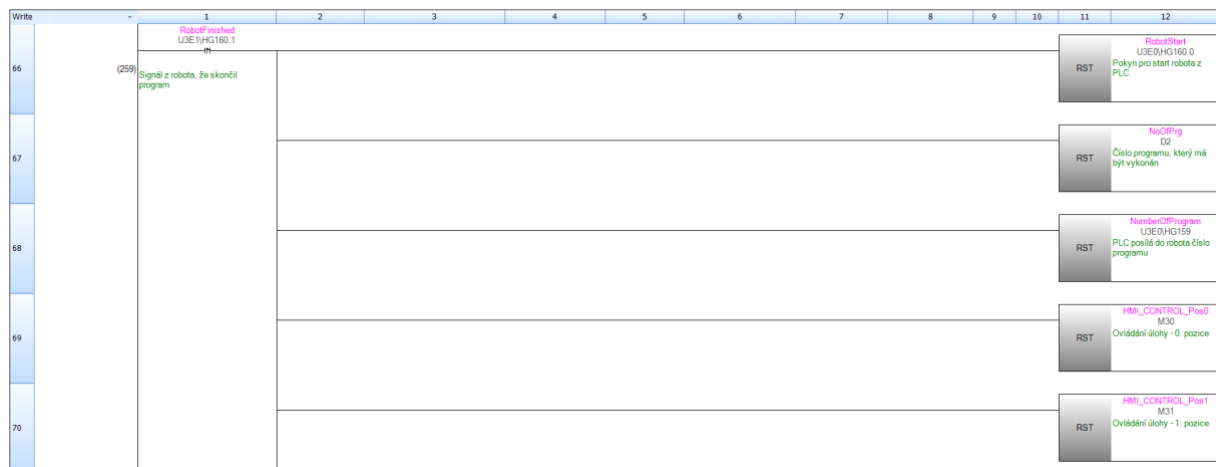 Write 1 2 3 4 5 6 7 8 9 10 11 12
RobotFinished
U3E1\HG160.1
66
(259)
Signál z robota, že skončil
program
RST
RobotStart
U3E0\HG160.0
Pokyn pro start robota z
PLC
67
RST
NoOfPrg
D2
Číslo programu, který má
být vykonán
68
RST
NumberOfProgram
U3E0\HG159
PLC posílá do robota číslo
programu
69
RST
HMI_CONTROL_Pos0
M30
Ovládání úlohy - 0. pozice
70
RST
HMI_CONTROL_Pos1
M31
Ovládání úlohy - 1. pozice